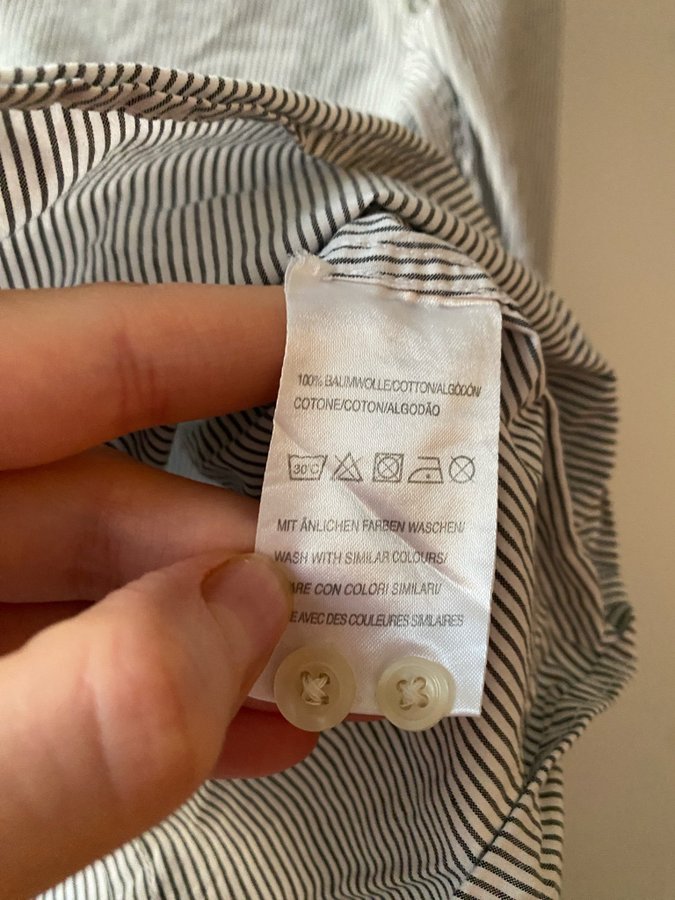 100% BAUMWOLLE/COTTON/ALGODÓN/
COTONE/COTON/ALGODÃO
30°C
MIT ÄNLICHEN FARBEN WASCHEN/
WASH WITH SIMILAR COLOURS/
ARE CON COLORI SIMILARI/
E AVEC DES COULEURES SIMILAIRES